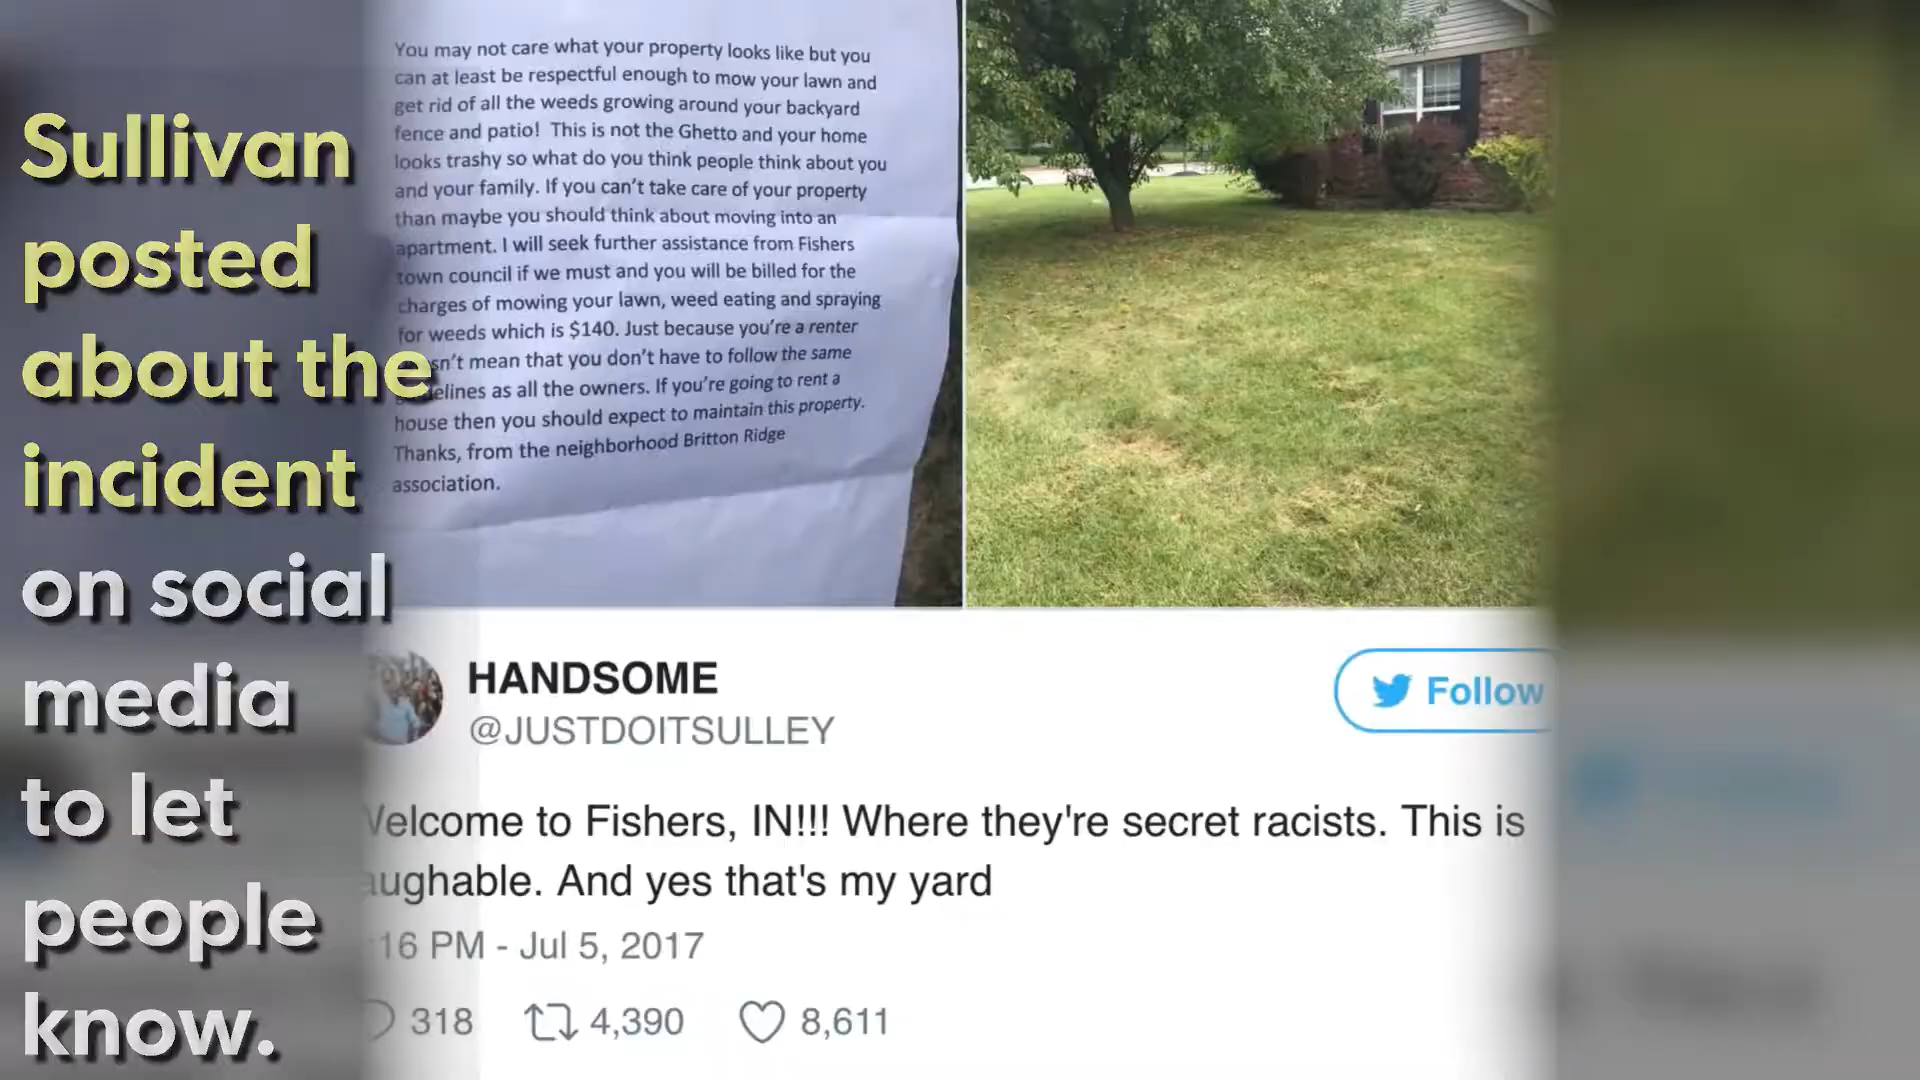 Sullivan
posted
about the
incident
on social
media
to let
people
know.
You may not care what your property looks like but you
can at least be respectful enough to mow your lawn and
get rid of all the weeds growing around your backyard
fence and patio! This is not the Ghetto and your home
looks trashy so what do you think people think about you
and your family. If you can't take care of your property
than maybe you should think about moving into an
apartment. I will seek further assistance from Fishers
town council if we must and you will be billed for the
charges of mowing your lawn, weed eating and spraying
for weeds which is $140. Just because you're a renter
mean that you don't have to follow the same
as all the owners. If you're going to rent a
house then you should expect to maintain this property.
Thanks, from the neighborhood Britton Ridge
association.
HANDSOME
@JUSTDOITSULLEY
Follow
to Fishers, IN!!! Where they're secret racists. This is
And yes that's my yard
PM - Jul 5, 2017
318 4,390 8,611